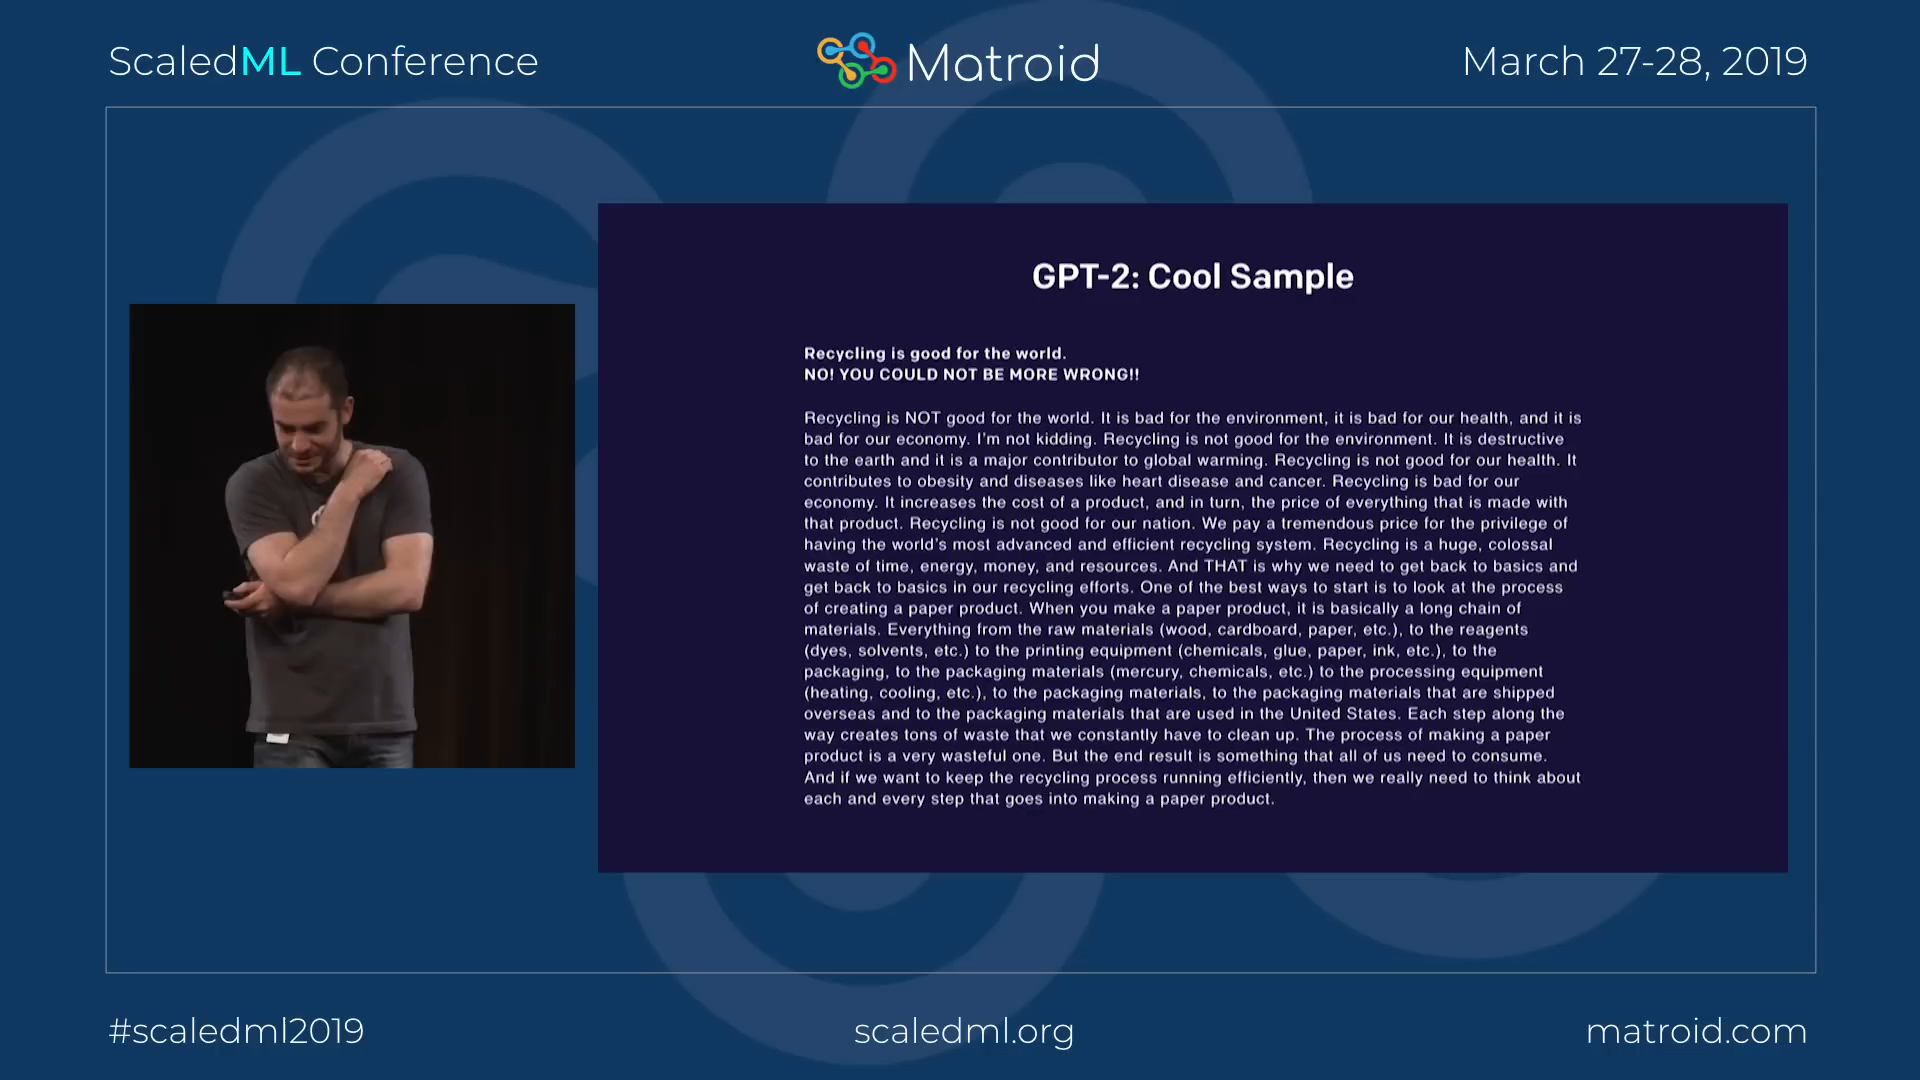 ScaledML Conference
Matroid
March 27-28, 2019
GPT-2: Cool Sample
Recycling is good for the world.
NO! YOU COULD NOT BE MORE WRONG!!
Recycling is NOT good for the world. It is bad for the environment, it is bad for our health, and it is
bad for our economy. I'm not kidding. Recycling is not good for the environment. It is destructive
to the earth and it is a major contributor to global warming. Recycling is not good for our health. It
contributes to obesity and diseases like heart disease and cancer. Recycling is bad for our
economy. It increases the cost of a product, and in turn, the price of everything that is made with
that product. Recycling is not good for our nation. We pay a tremendous price for the privilege of
having the world's most advanced and efficient recycling system. Recycling is a huge, colossal
waste of time, energy, money, and resources. And THAT is why we need to get back to basics and
get back to basics in our recycling efforts. One of the best ways to start is to look at the process
of creating a paper product. When you make a paper product, it is basically a long chain of
materials. Everything from the raw materials (wood, cardboard, paper, etc.), to the reagents
(dyes, solvents, etc.) to the printing equipment (chemicals, glue, paper, ink, etc.), to the
packaging, to the packaging materials (mercury, chemicals, etc.) to the processing equipment
(heating, cooling, etc.), to the packaging materials, to the packaging materials that are shipped
overseas and to the packaging materials that are used in the United States. Each step along the
way creates tons of waste that we constantly have to clean up. The process of making a paper
product is a very wasteful one. But the end result is something that all of us need to consume.
And if we want to keep the recycling process running efficiently, then we really need to think about
each and every step that goes into making a paper product.
#scaledml2019
scaledml.org
matroid.com